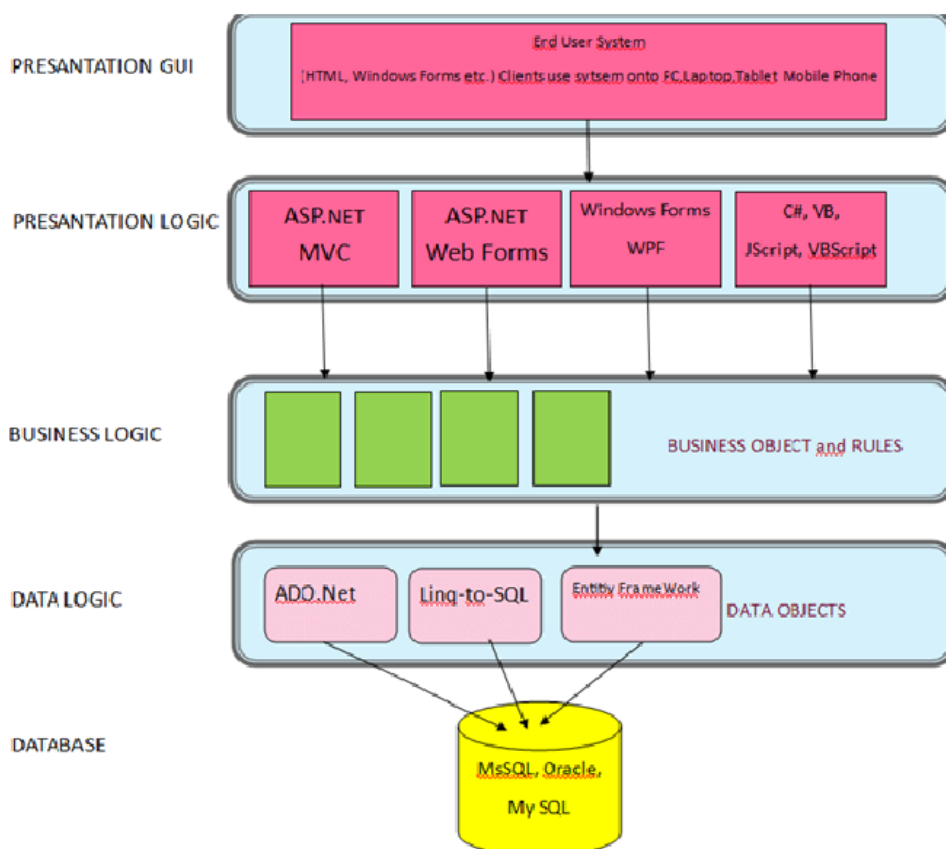 PRESANTATION GUI
End User System
(HTML, Windows Forms etc.) Clients use sytsem onto PC,Laptop,Tablet Mobile Phone
PRESANTATION LOGIC
ASP.NET
MVC
ASP.NET
Web Forms
Windows Forms
WPF
C#, VB,
JScript, VBScript
BUSINESS LOGIC
BUSINESS OBJECT and RULES
DATA LOGIC
ADO.Net
Linq-to-SQL
Entitiy FrameWork
DATA OBJECTS
DATABASE
MsSQL, Oracle,
My SQL